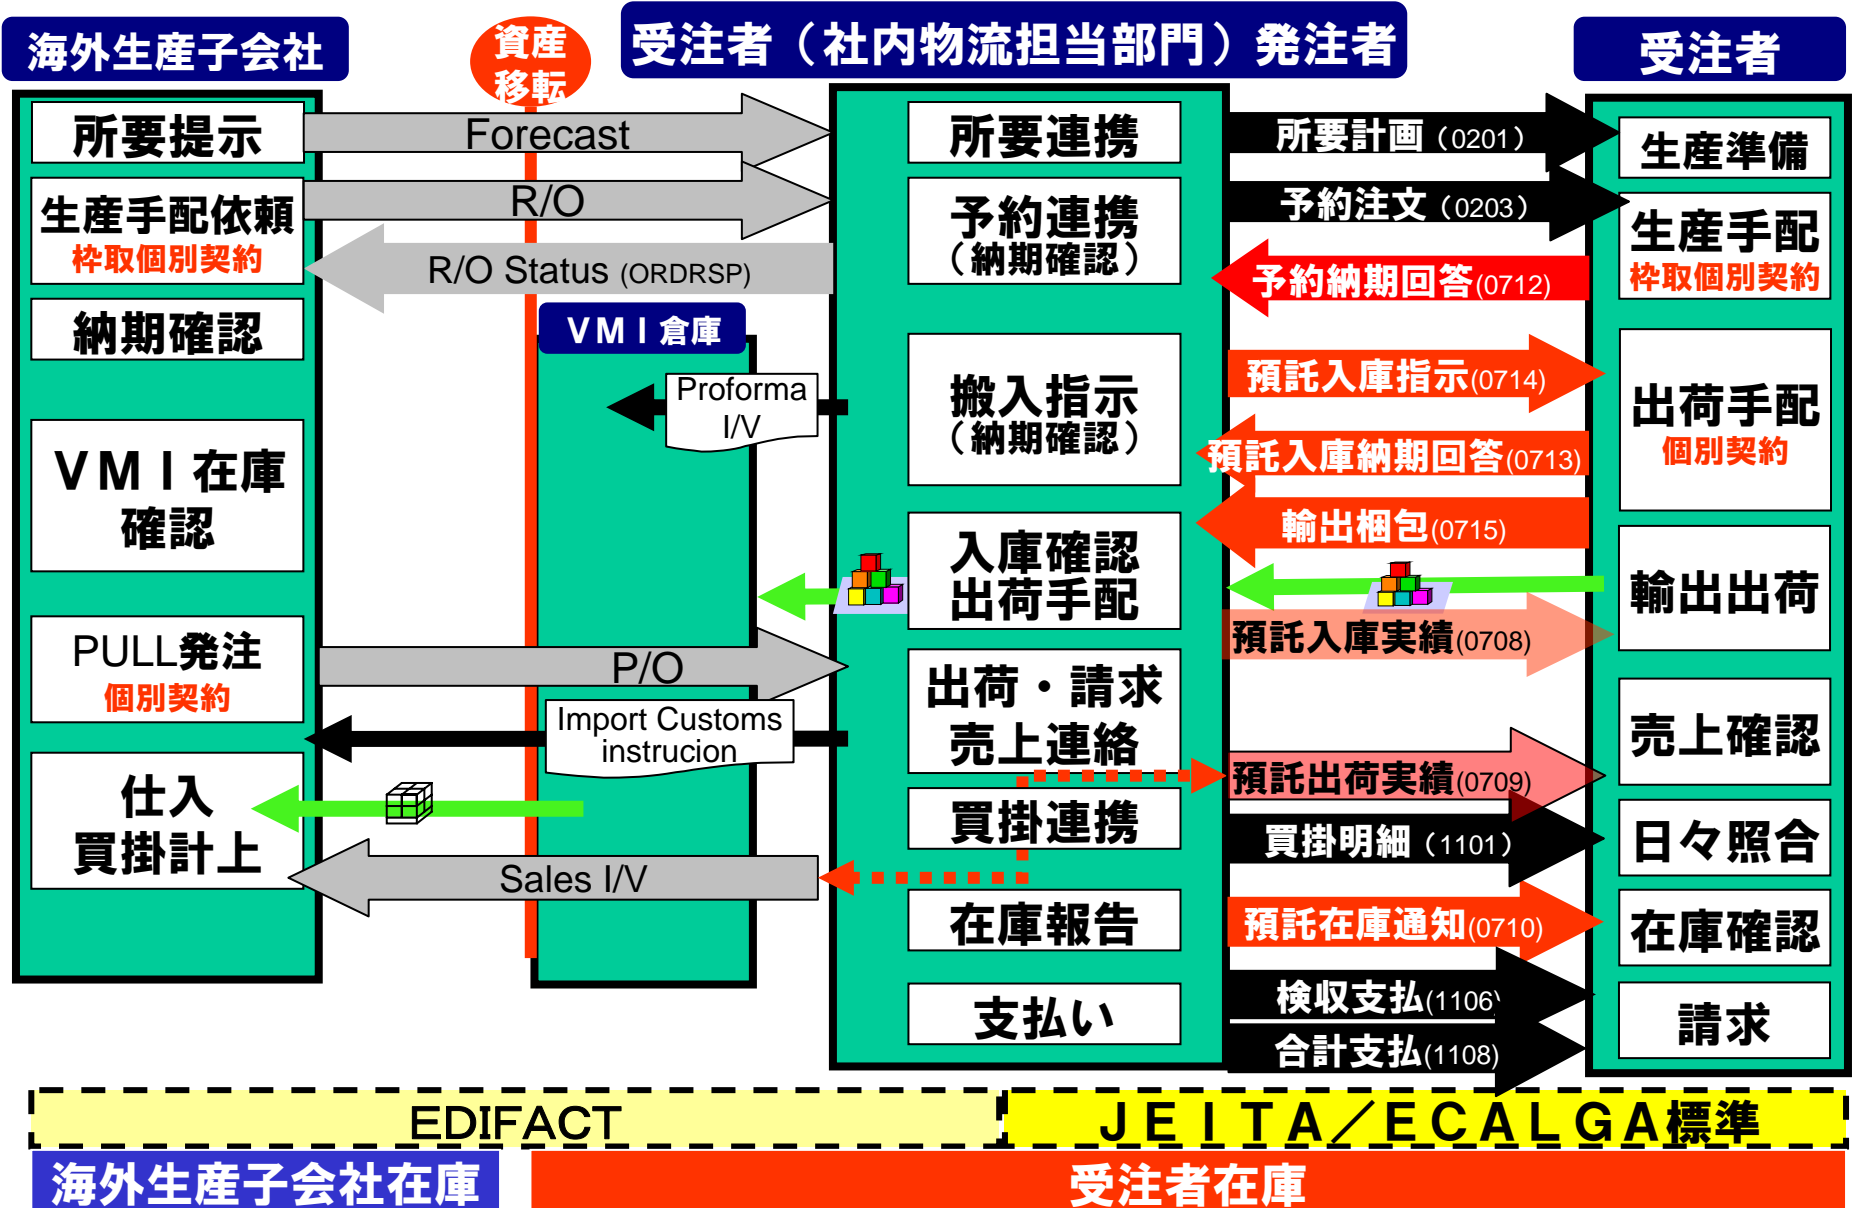 海外生産子会社
資産
移転
受注者（社内物流担当部門）発注者
受注者
所要提示
生産手配依頼
枠取個別契約
納期確認
ＶＭＩ在庫
確認
PULL発注
個別契約
仕入
買掛計上
Forecast
R/O
R/O Status (ORDRSP)
ＶＭＩ倉庫
Proforma
I/V
P/O
Import Customs
instrucion
Sales I/V
所要連携
予約連携
（納期確認）
搬入指示
（納期確認）
入庫確認
出荷手配
出荷・請求
売上連絡
買掛連携
在庫報告
支払い
所要計画（0201）
予約注文（0203）
予約納期回答(0712)
預託入庫指示(0714)
預託入庫納期回答(0713)
輸出梱包(0715)
預託入庫実績(0708)
預託出荷実績(0709)
買掛明細（1101）
預託在庫通知(0710)
検収支払(1106)
合計支払(1108)
生産準備
生産手配
枠取個別契約
出荷手配
個別契約
輸出出荷
売上確認
日々照合
在庫確認
請求
EDIFACT
ＪＥＩＴＡ／ＥＣＡＬＧＡ標準
海外生産子会社在庫
受注者在庫